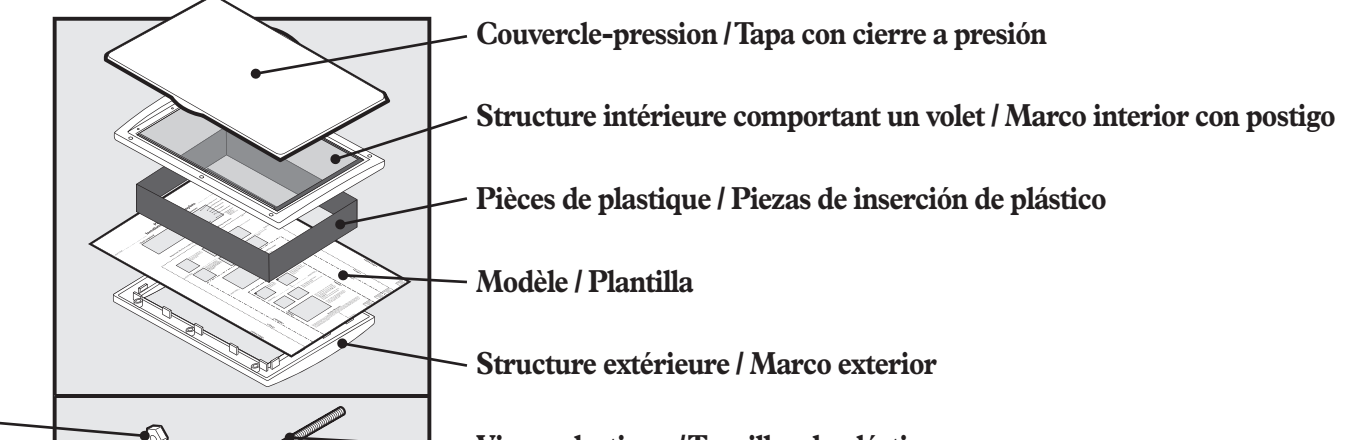 Couvercle-pression / Tapa con cierre a presión
Structure intérieure comportant un volet / Marco interior con postigo
Pièces de plastique / Piezas de inserción de plástico
Modèle / Plantilla
Structure extérieure / Marco exterior